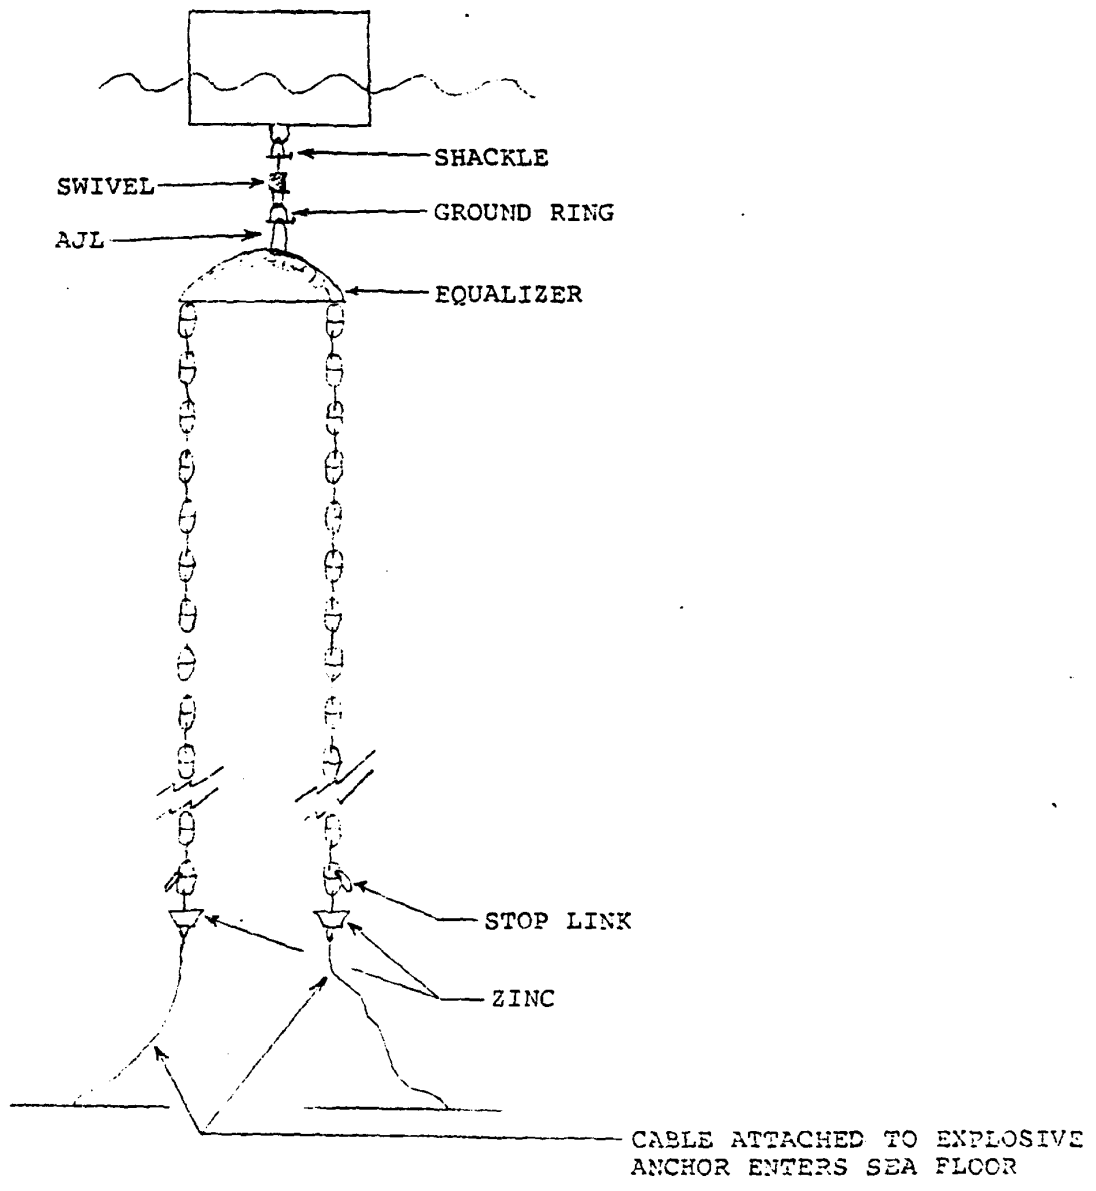 SHACKLE
SWIVEL
GROUND RING
AJL
EQUALIZER
STOP LINK
ZINC
CABLE ATTACHED TO EXPLOSIVE
ANCHOR ENTERS SEA FLOOR